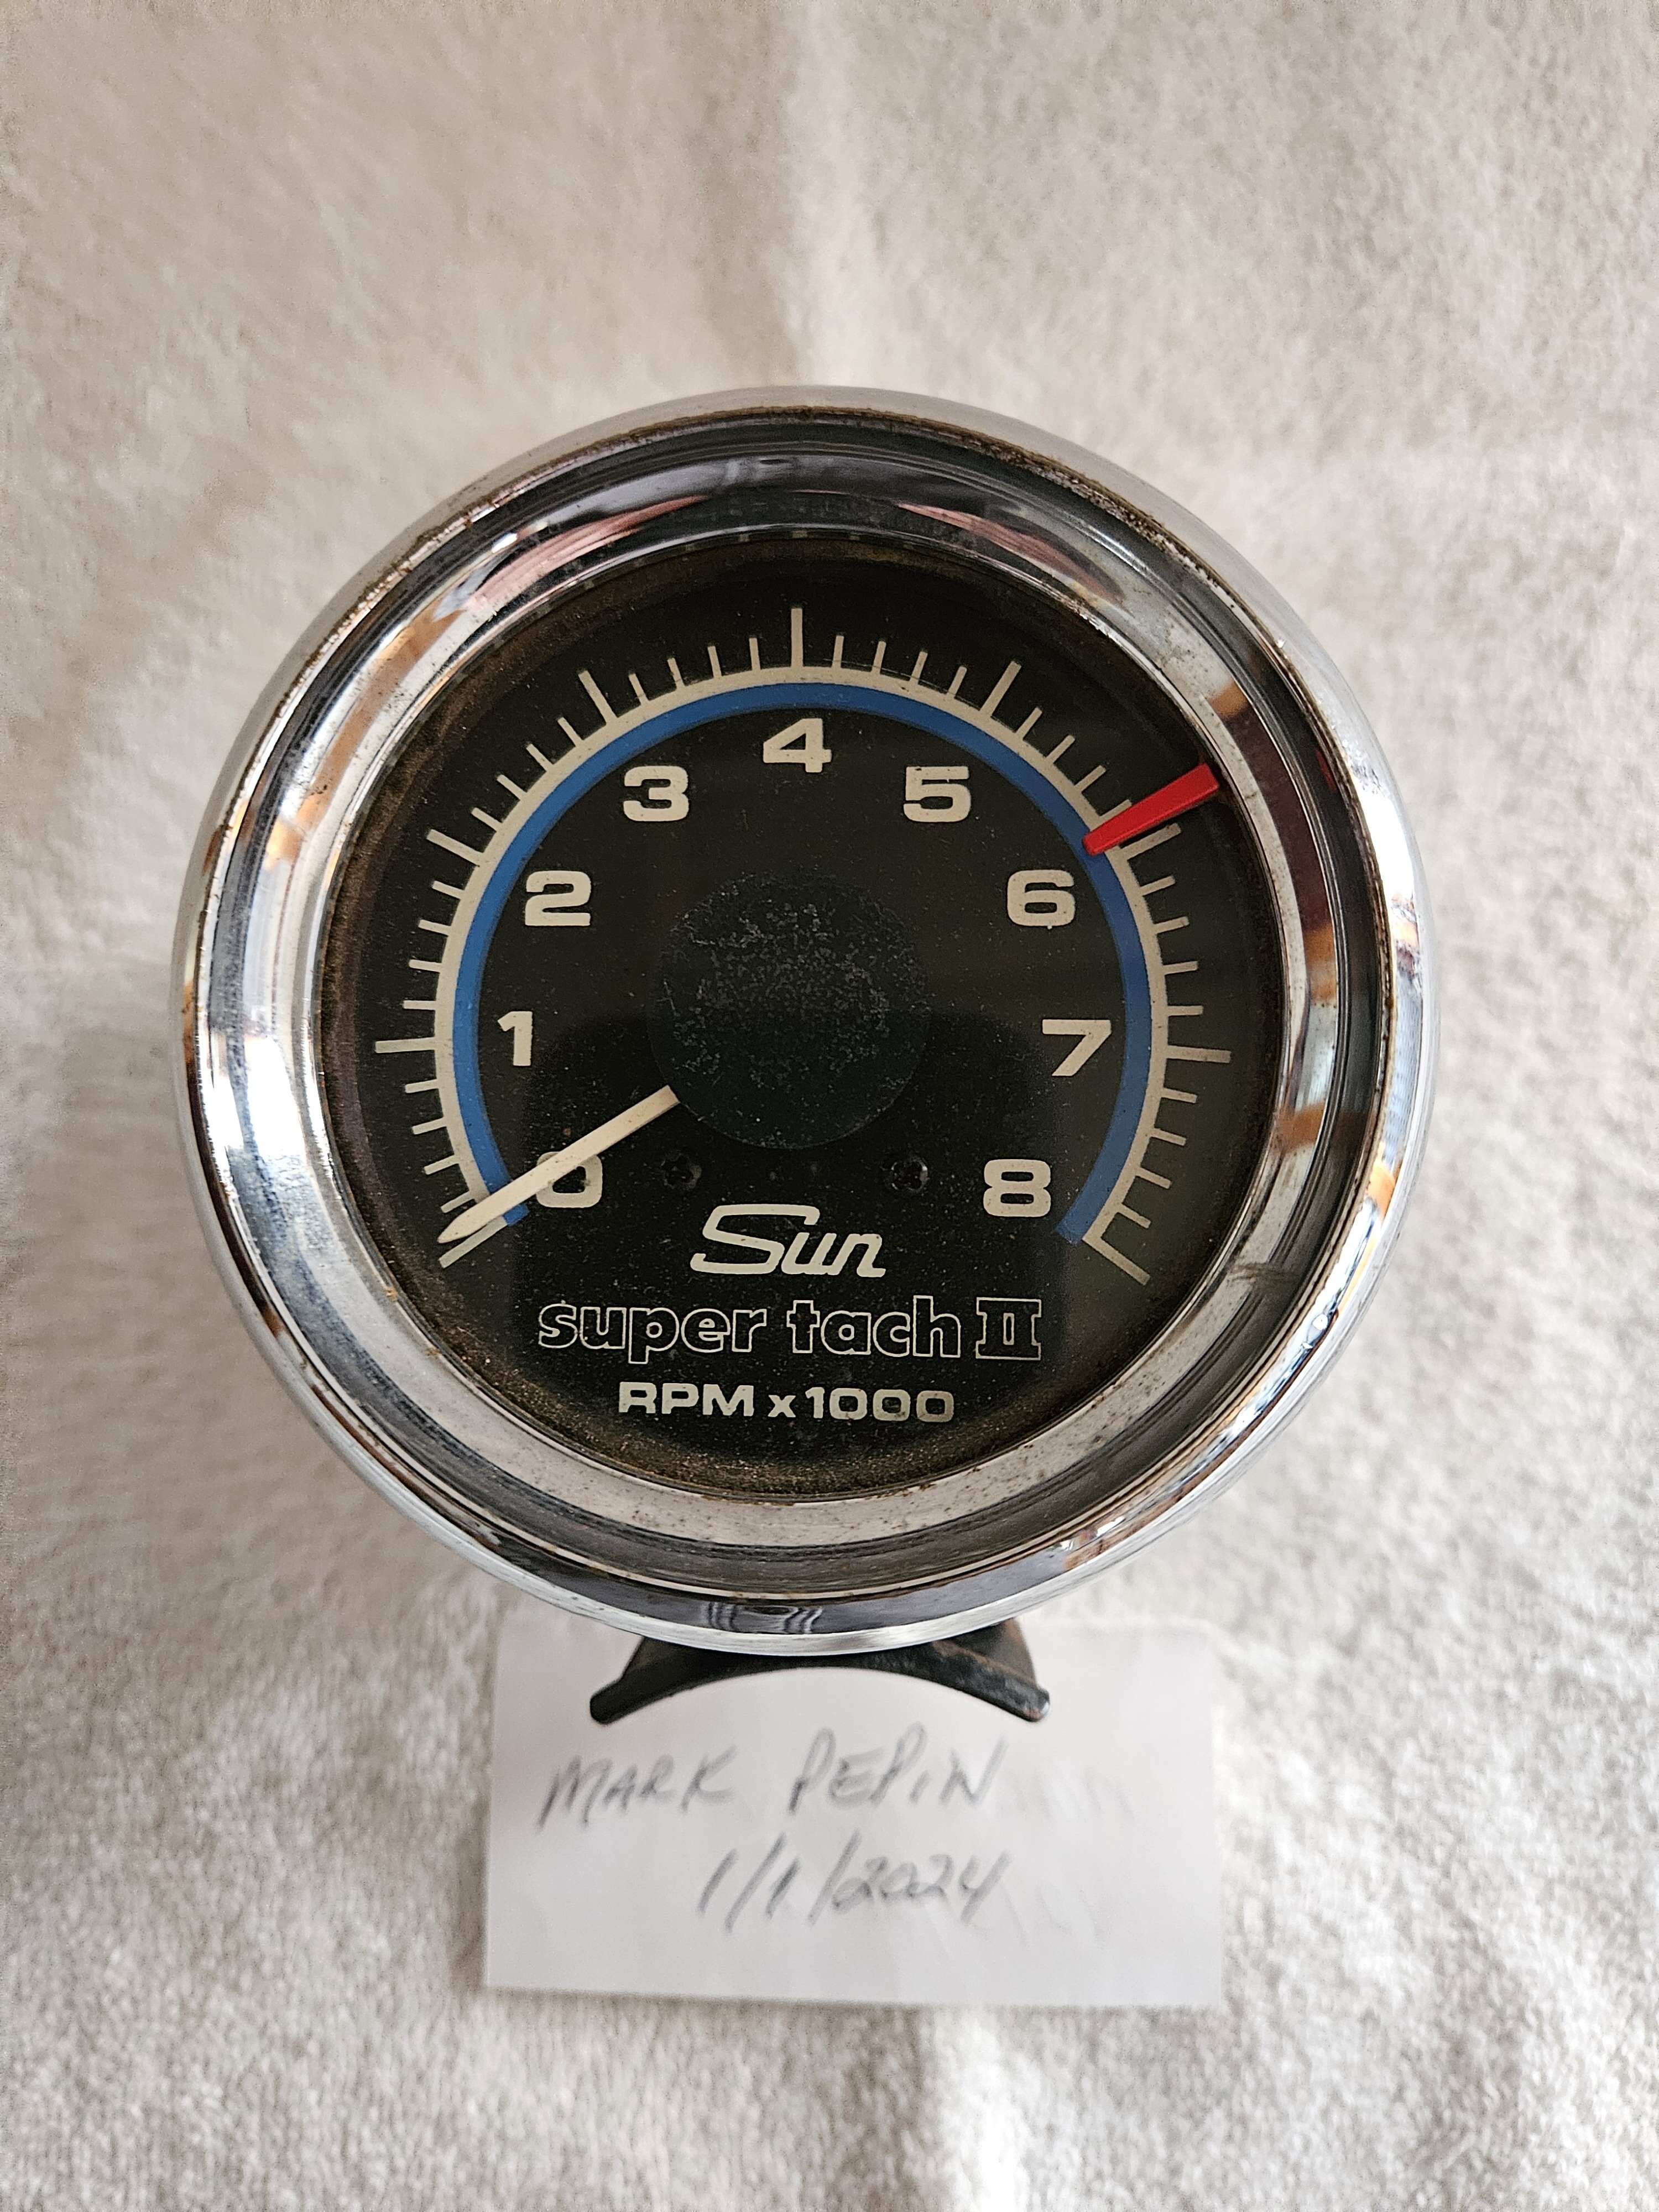 4
3 5
2 6
1 7
0 8
Sun
super tach II
RPM x 1000
MARK PEPIN
1/1/2024